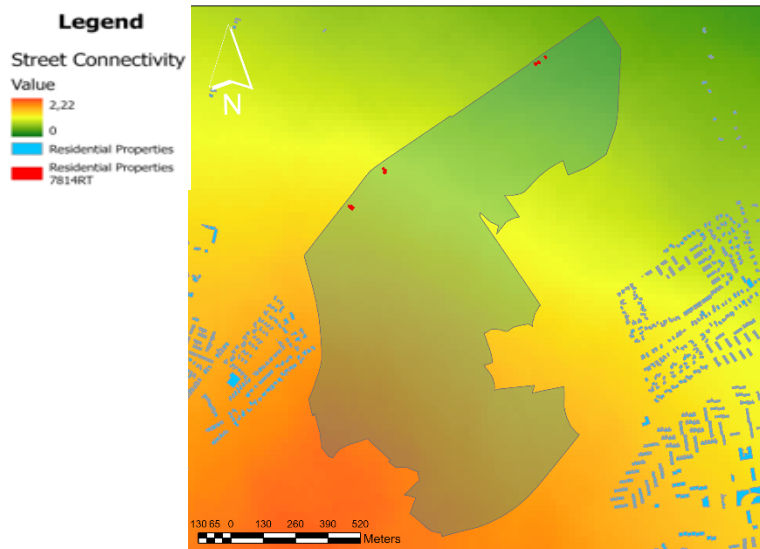 Legend
Street Connectivity
Value
2,22
0
Residential Properties
Residential Properties
7814RT
N
130 65 0 130 260 390 520
Meters